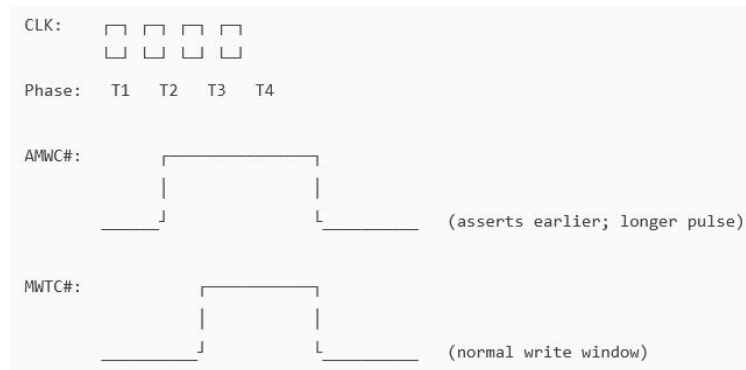 CLK:
Phase: T1 T2 T3 T4
AMWC#:
(asserts earlier; longer pulse)
MWTC#:
(normal write window)